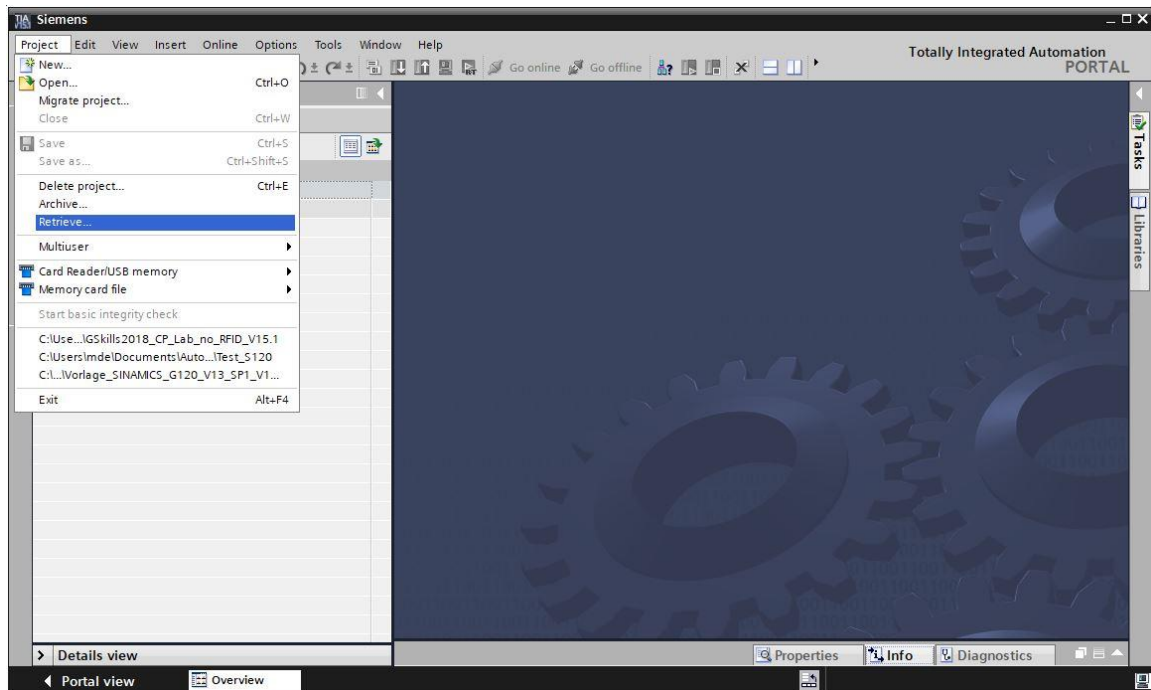 TIA
V15
Siemens
Project Edit View Insert Online Options Tools Window Help
Totally Integrated Automation
PORTAL
New...
Go online Go offline
Open... Ctrl+O
Migrate project...
Close Ctrl+W
Save Ctrl+S
Save as... Ctrl+Shift+S
Delete project... Ctrl+E
Archive...
Retrieve...
Multiuser
Card Reader/USB memory
Memory card file
Start basic integrity check
C:\Use...\GSkills2018_CP_Lab_no_RFID_V15.1
C:\Users\mde\Documents\Auto...\Test_S120
C:\...\Vorlage_SINAMICS_G120_V13_SP1_V1...
Exit Alt+F4
Tasks
Libraries
Details view
Properties Info Diagnostics
Portal view Overview